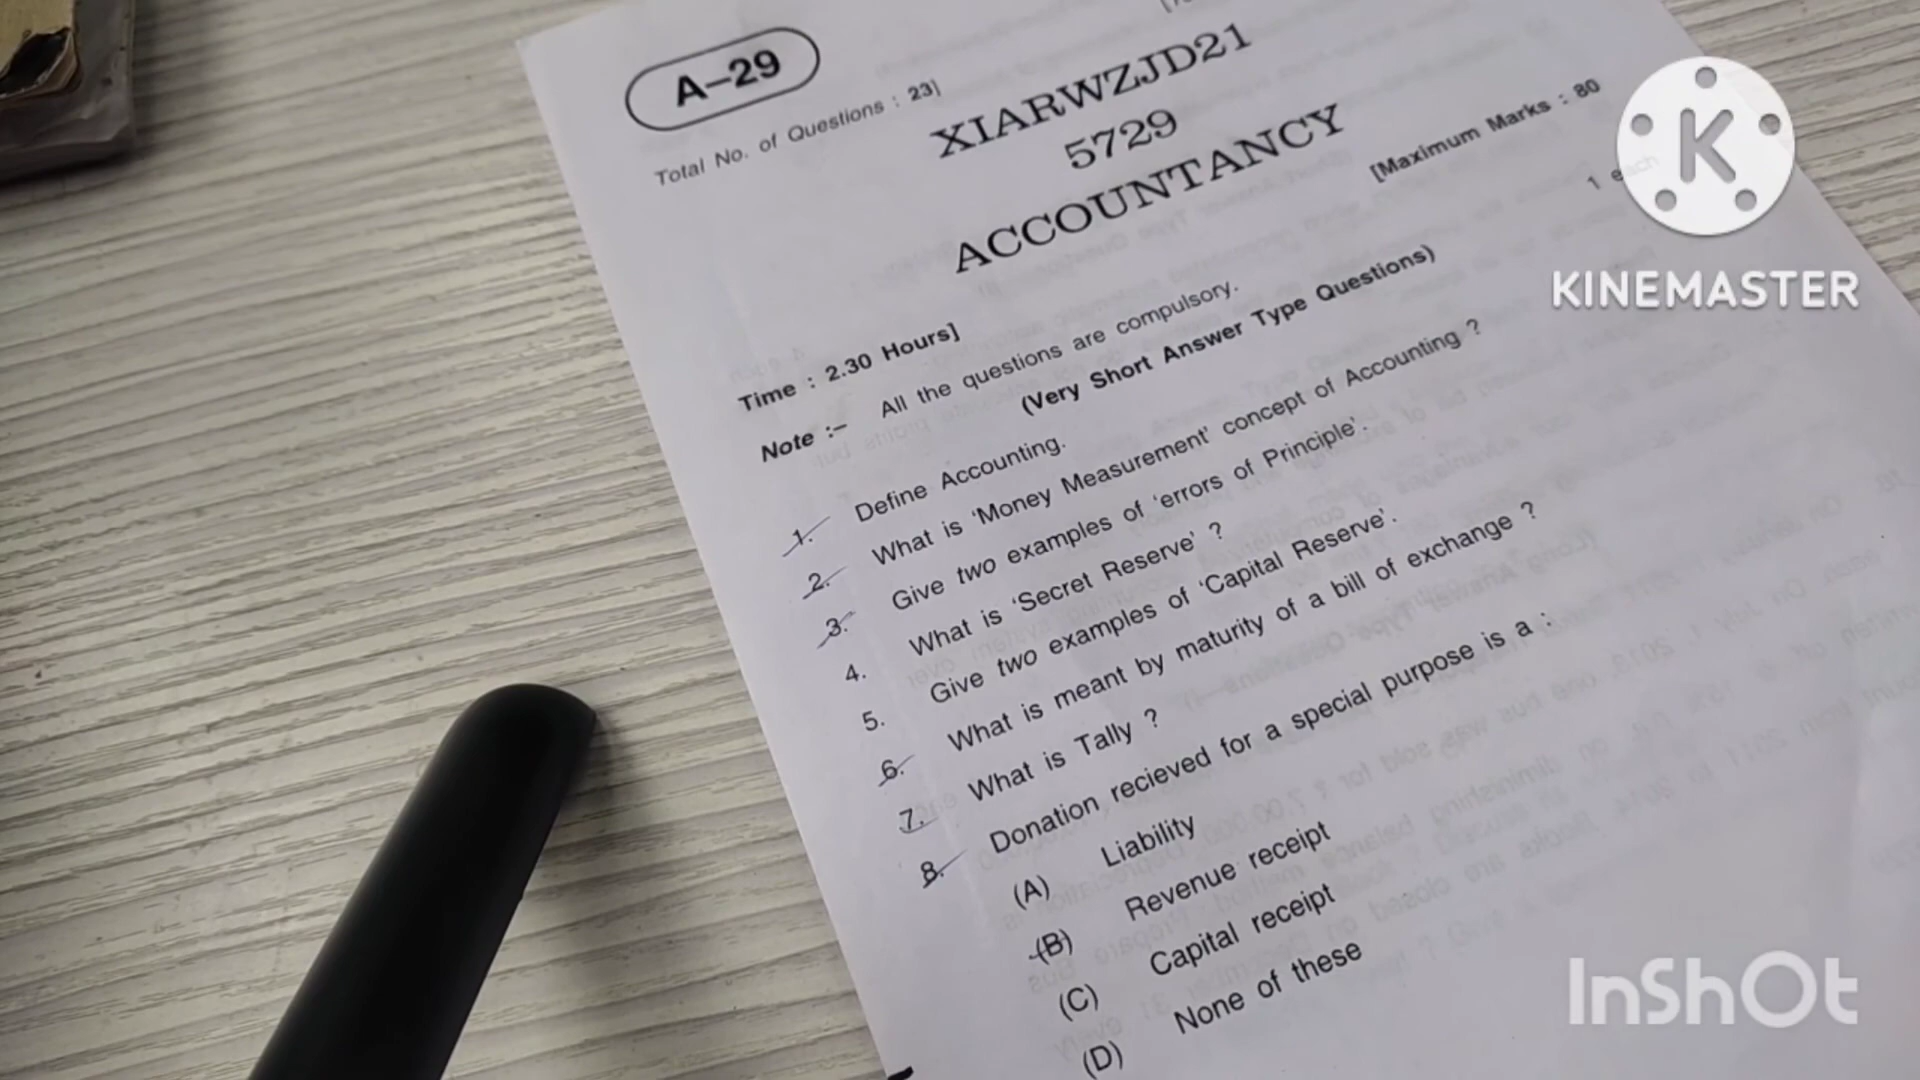 A–29
Total No. of Questions : 23]
XIARWZJD21
5729
ACCOUNTANCY
Time : 2.30 Hours]
[Maximum Marks : 80
Note :– All the questions are compulsory.
(Very Short Answer Type Questions)
1 each
1. Define Accounting.
2. What is ‘Money Measurement’ concept of Accounting ?
3. Give two examples of ‘errors of Principle’.
4. What is ‘Secret Reserve’ ?
5. Give two examples of ‘Capital Reserve’.
6. What is meant by maturity of a bill of exchange ?
7. What is Tally ?
8. Donation recieved for a special purpose is a :
(A) Liability
(B) Revenue receipt
(C) Capital receipt
(D) None of these
K
KINEMASTER
InShOt